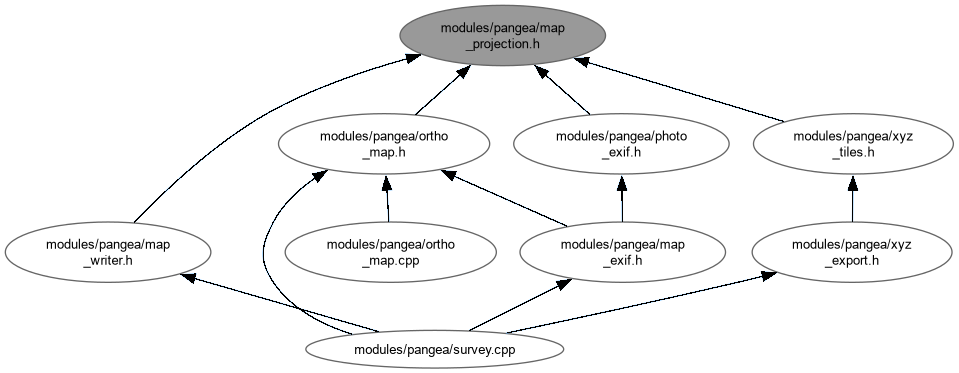 modules/pangea/map
_projection.h
modules/pangea/ortho
_map.h
modules/pangea/photo
_exif.h
modules/pangea/xyz
_tiles.h
modules/pangea/map
_writer.h
modules/pangea/ortho
_map.cpp
modules/pangea/map
_exif.h
modules/pangea/xyz
_export.h
modules/pangea/survey.cpp